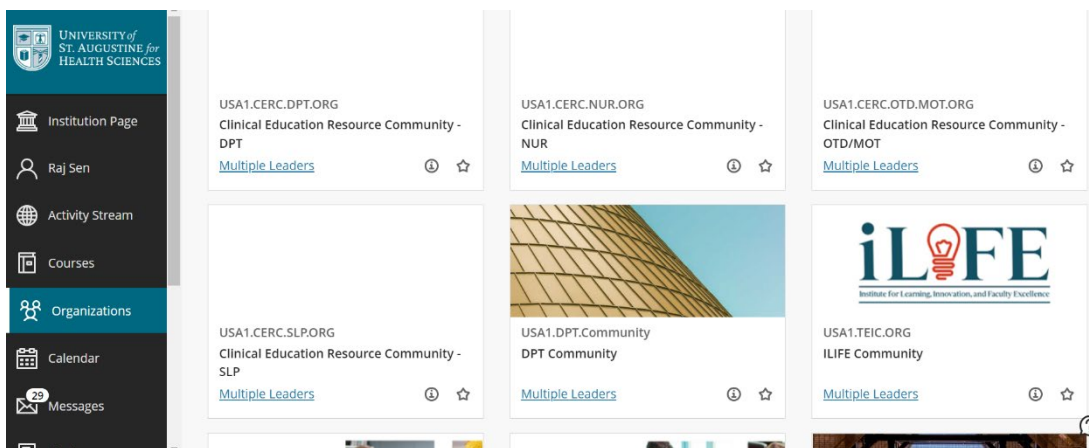 UNIVERSITY of
ST. AUGUSTINE for
HEALTH SCIENCES
Institution Page
Raj Sen
Activity Stream
Courses
Organizations
Calendar
29
Messages
USA1.CERC.DPT.ORG
Clinical Education Resource Community -
DPT
Multiple Leaders
USA1.CERC.NUR.ORG
Clinical Education Resource Community -
NUR
Multiple Leaders
USA1.CERC.OTD.MOT.ORG
Clinical Education Resource Community -
OTD/MOT
Multiple Leaders
USA1.CERC.SLP.ORG
Clinical Education Resource Community -
SLP
Multiple Leaders
USA1.DPT.Community
DPT Community
Multiple Leaders
iLIFE
Institute for Learning, Innovation, and Faculty Excellence
USA1.TEIC.ORG
ILIFE Community
Multiple Leaders